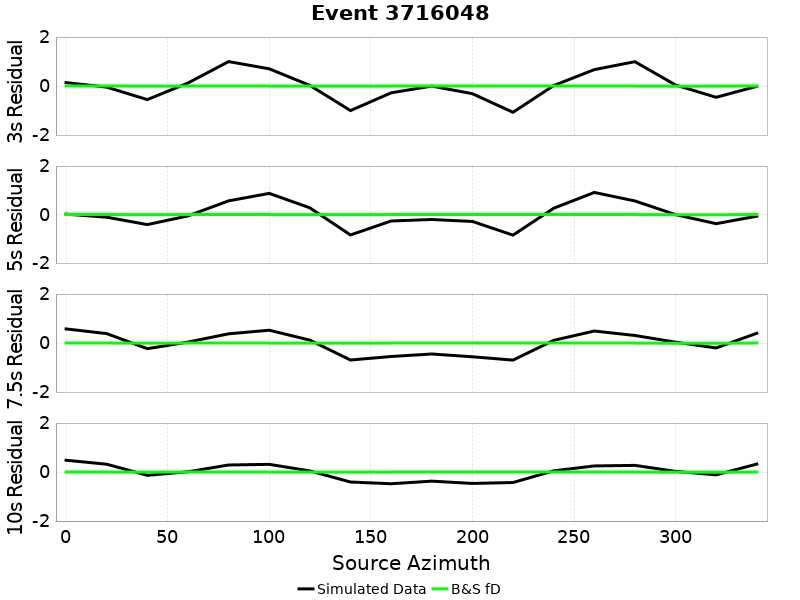 Event 3716048
3s Residual
2
0
-2
5s Residual
2
0
-2
7.5s Residual
2
0
-2
10s Residual
2
0
-2
0 50 100 150 200 250 300
Source Azimuth
Simulated Data B&S fD